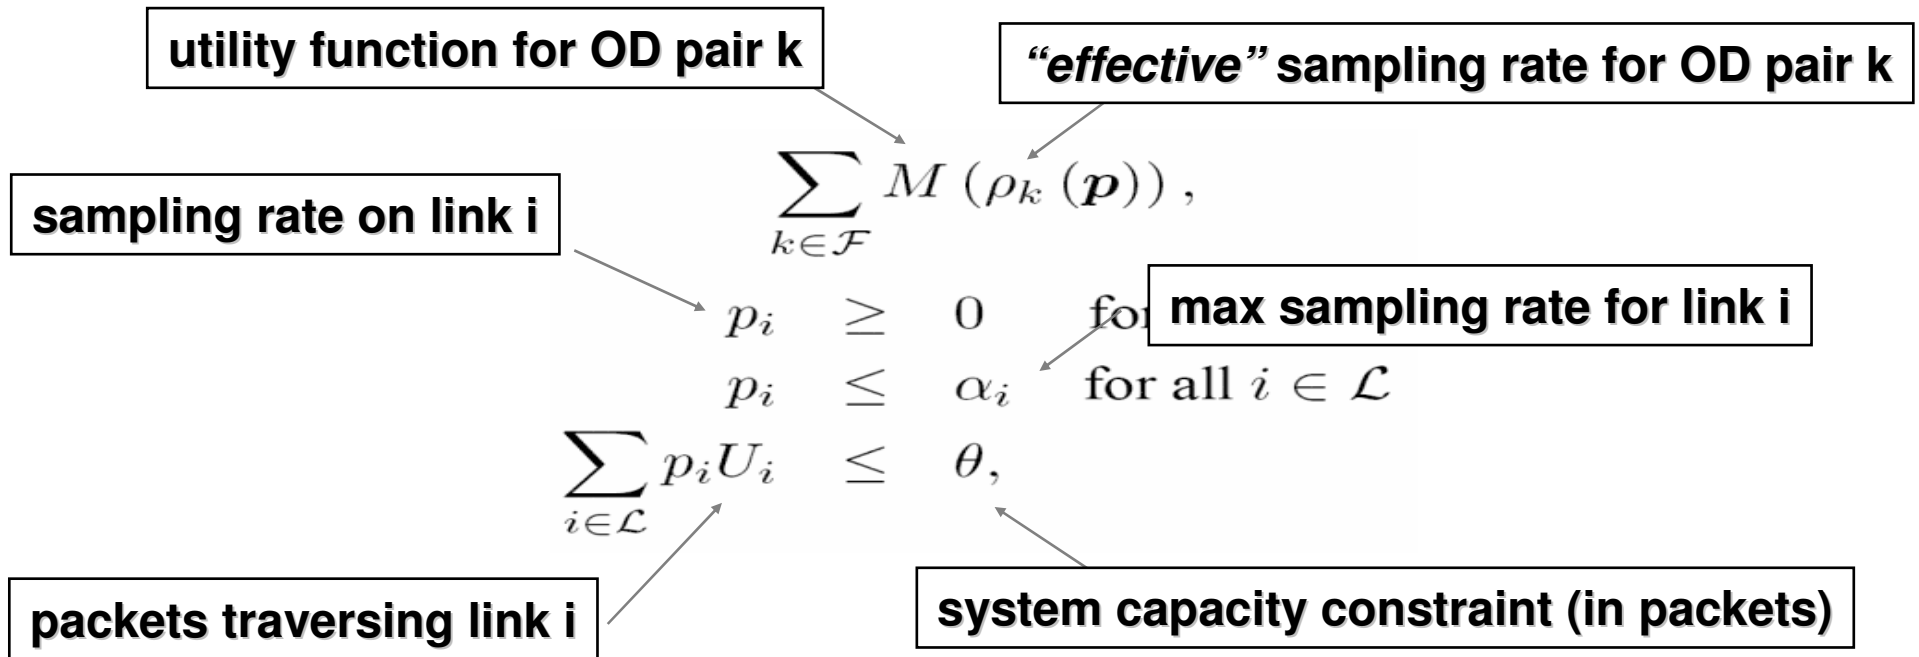 utility function for OD pair k
“effective” sampling rate for OD pair k
∑_{k∈ℱ} M (ρ_k (p)) ,
sampling rate on link i
max sampling rate for link i
p_i ≥ 0
p_i ≤ α_i for all i ∈ ℒ
∑_{i∈ℒ} p_i U_i ≤ θ,
packets traversing link i
system capacity constraint (in packets)